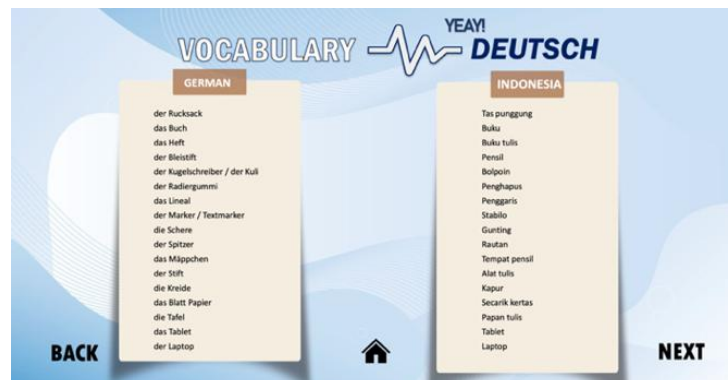 VOCABULARY
YEAY!
DEUTSCH
GERMAN
der Rucksack
das Buch
das Heft
der Bleistift
der Kugelschreiber / der Kuli
der Radiergummi
das Lineal
der Marker / Textmarker
die Schere
der Spitzer
das Mäppchen
der Stift
die Kreide
das Blatt Papier
die Tafel
das Tablet
der Laptop
INDONESIA
Tas punggung
Buku
Buku tulis
Pensil
Bolpoin
Penghapus
Penggaris
Stabilo
Gunting
Rautan
Tempat pensil
Alat tulis
Kapur
Secarik kertas
Papan tulis
Tablet
Laptop
BACK
NEXT